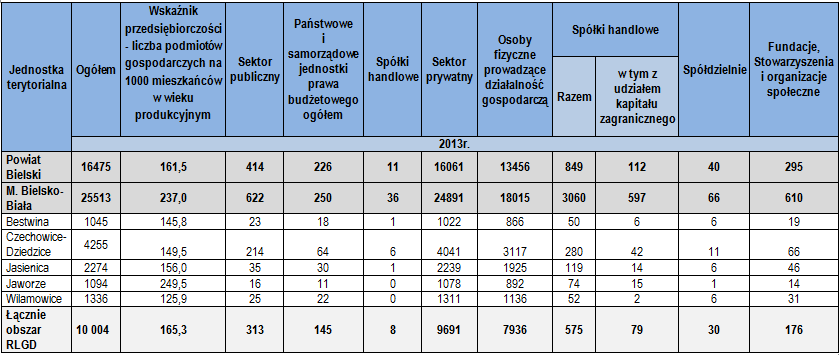 Jednostka terytorialna | Ogółem | Wskaźnik przedsiębiorczości - liczba podmiotów gospodarczych na 1000 mieszkańców w wieku produkcyjnym | Sektor publiczny | Państwowe i samorządowe jednostki prawa budżetowego ogółem | Spółki handlowe | Sektor prywatny | Osoby fizyczne prowadzące działalność gospodarczą | Spółki handlowe | Spółdzielnie | Fundacje, Stowarzyszenia i organizacje społeczne
Razem | w tym z udziałem kapitału zagranicznego
2013r.
Powiat Bielski | 16475 | 161,5 | 414 | 226 | 11 | 16061 | 13456 | 849 | 112 | 40 | 295
M. Bielsko-Biała | 25513 | 237,0 | 622 | 250 | 36 | 24891 | 18015 | 3060 | 597 | 66 | 610
Bestwina | 1045 | 145,8 | 23 | 18 | 1 | 1022 | 866 | 50 | 6 | 6 | 19
Czechowice-Dziedzice | 4255 | 149,5 | 214 | 64 | 6 | 4041 | 3117 | 280 | 42 | 11 | 66
Jasienica | 2274 | 156,0 | 35 | 30 | 1 | 2239 | 1925 | 119 | 14 | 6 | 46
Jaworze | 1094 | 249,5 | 16 | 11 | 0 | 1078 | 892 | 74 | 15 | 1 | 14
Wilamowice | 1336 | 125,9 | 25 | 22 | 0 | 1311 | 1136 | 52 | 2 | 6 | 31
Łącznie obszar RLGD | 10 004 | 165,3 | 313 | 145 | 8 | 9691 | 7936 | 575 | 79 | 30 | 176